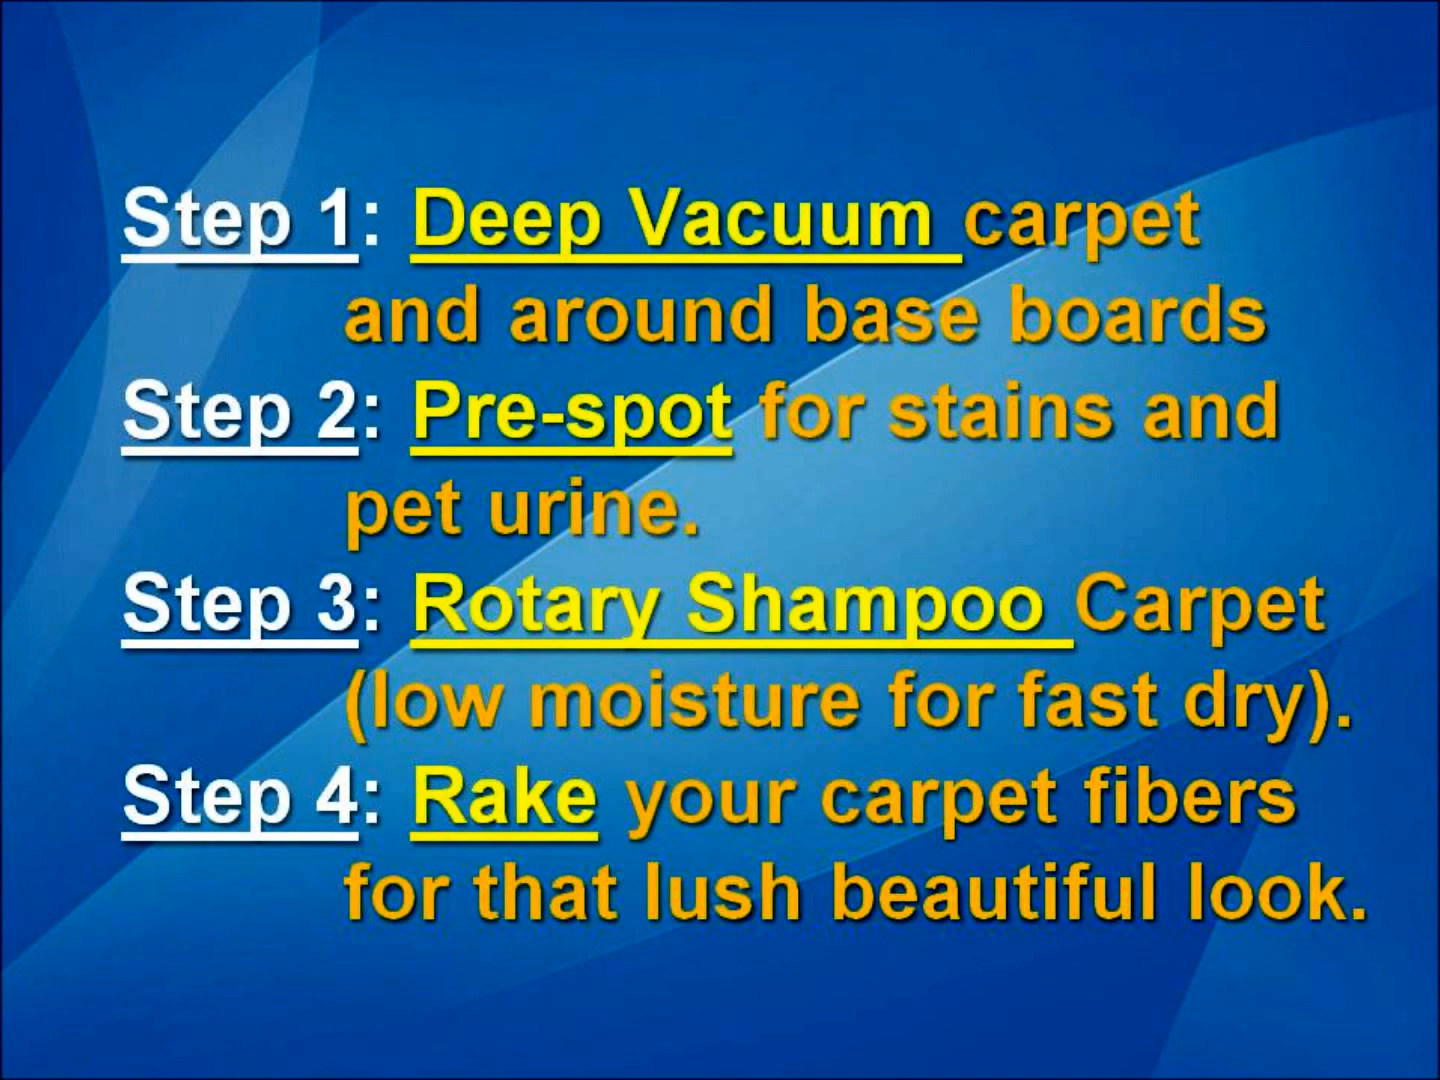 Step 1: Deep Vacuum carpet
and around base boards
Step 2: Pre-spot for stains and
pet urine.
Step 3: Rotary Shampoo Carpet
(low moisture for fast dry).
Step 4: Rake your carpet fibers
for that lush beautiful look.